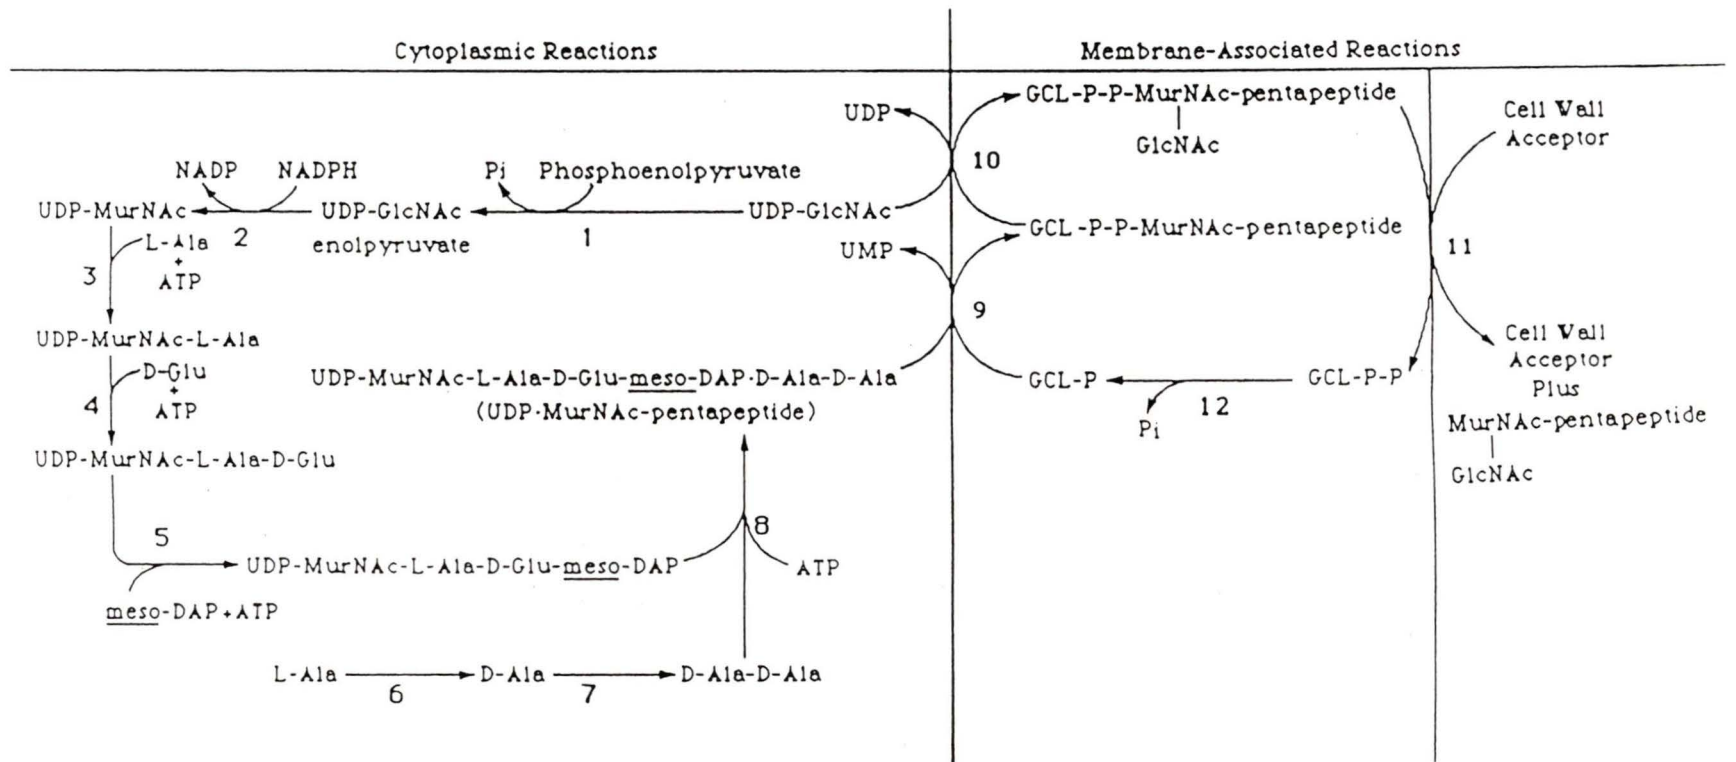 Cytoplasmic Reactions
Membrane-Associated Reactions
UDP
GCL-P-P-MurNAc-pentapeptide
GlcNAc
Cell Wall
Acceptor
10
NADP
NADPH
Pi
Phosphoenolpyruvate
UDP-MurNAc
2
UDP-GlcNAc
enolpyruvate
1
UDP-GlcNAc
GCL-P-P-MurNAc-pentapeptide
UMP
11
3
L-Ala
+
ATP
9
UDP-MurNAc-L-Ala
Cell Wall
Acceptor
Plus
MurNAc-pentapeptide
GlcNAc
4
D-Glu
+
ATP
UDP-MurNAc-L-Ala-D-Glu-meso-DAP·D-Ala-D-Ala
(UDP·MurNAc-pentapeptide)
GCL-P
GCL-P-P
12
Pi
UDP-MurNAc-L-Ala-D-Glu
5
8
UDP-MurNAc-L-Ala-D-Glu-meso-DAP
ATP
meso-DAP+ATP
L-Ala
6
D-Ala
7
D-Ala-D-Ala